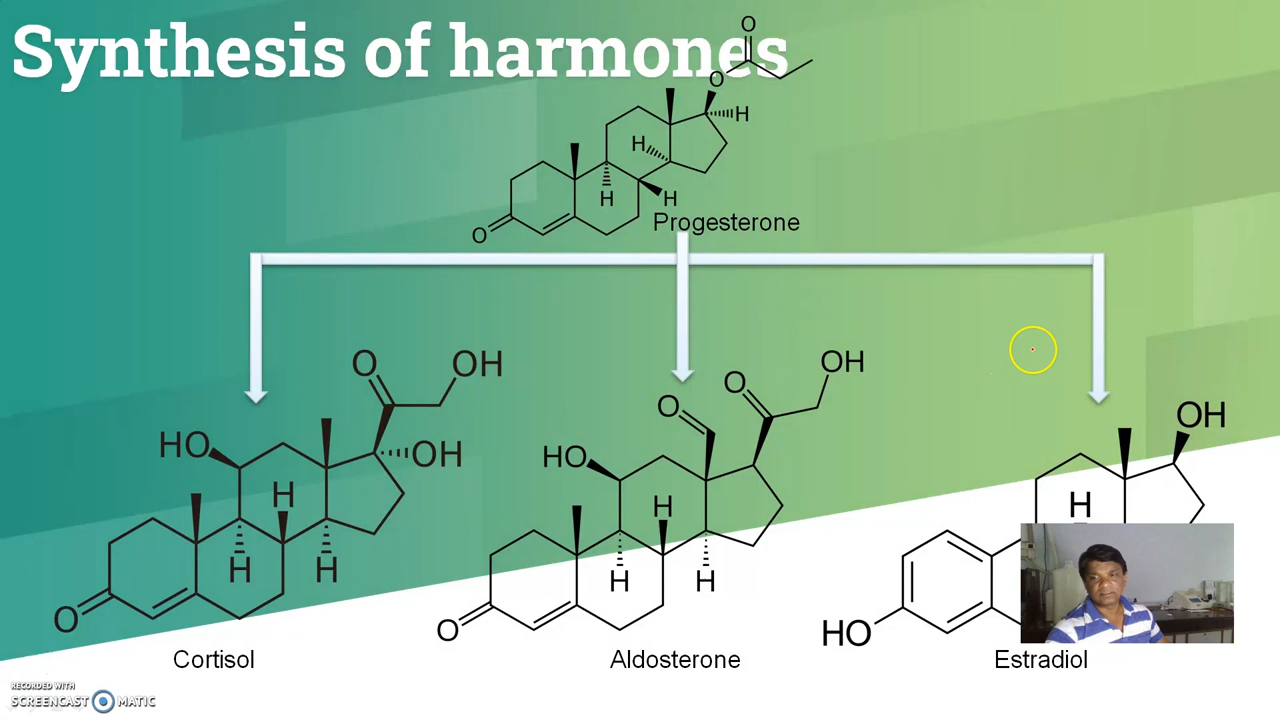 Synthesis of harmones
O
O
H
H
H
H
O
Progesterone
O
OH
HO
OH
H
H
H
O
Cortisol
O
OH
O
HO
H
H
H
O
Aldosterone
OH
H
HO
Estradiol
RECORDED WITH
SCREENCAST MATIC